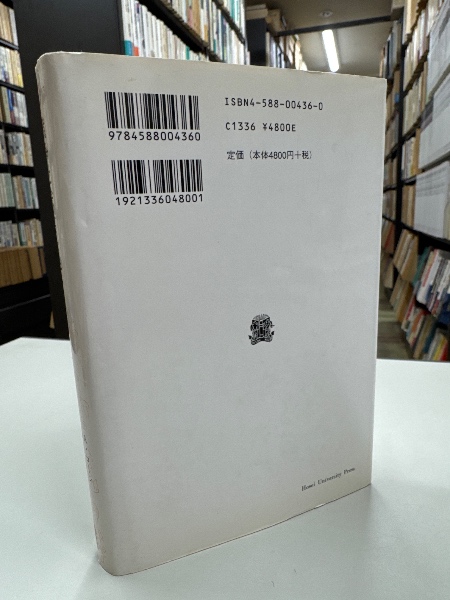 ISBN4-588-00436-0
9784588004360
C1336 ¥4800E
定価（本体4800円+税）
1921336048001
Hosei University Press